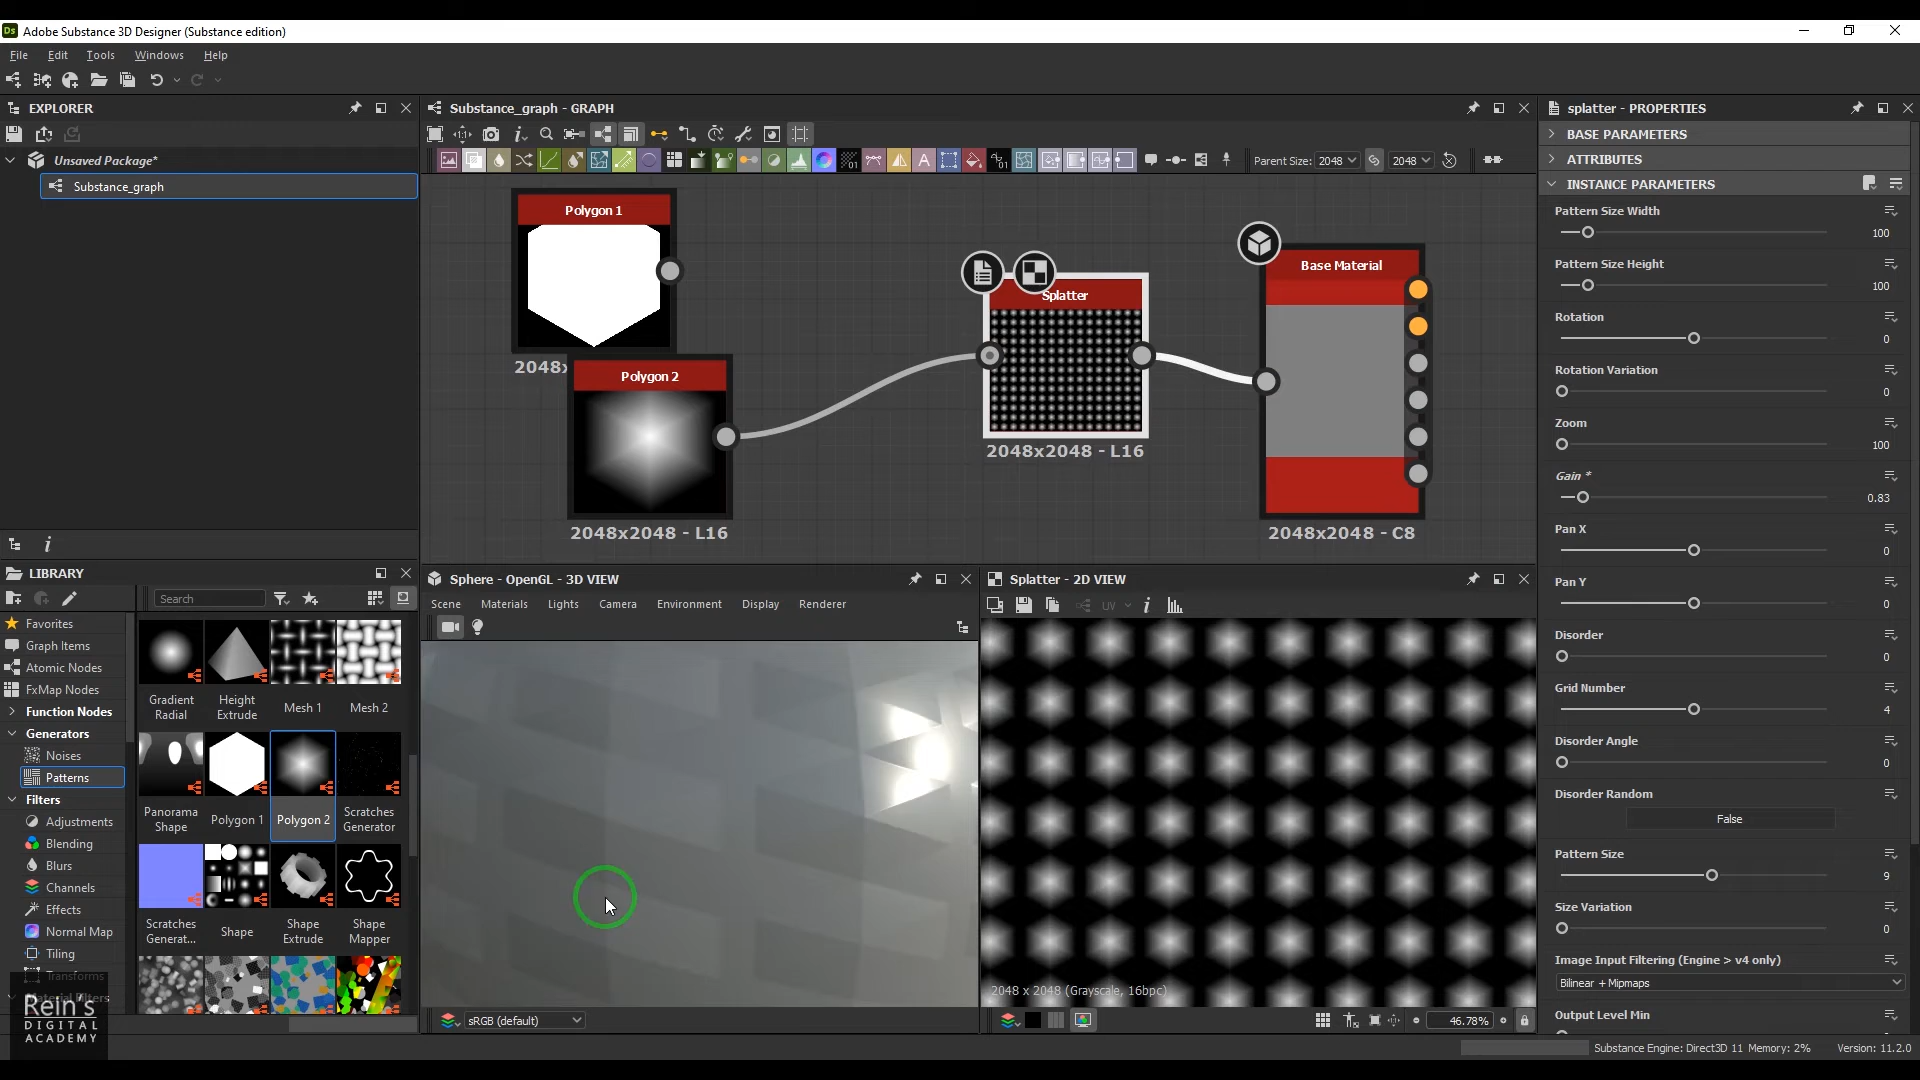 Ds Adobe Substance 3D Designer (Substance edition)
File Edit Tools Windows Help
EXPLORER
Unsaved Package*
Substance_graph
LIBRARY
Search
Favorites
Graph Items
Atomic Nodes
FxMap Nodes
Function Nodes
Generators
Noises
Patterns
Filters
Adjustments
Blending
Blurs
Channels
Effects
Normal Map
Tiling
Transforms
Material Filters
Gradient Radial
Height Extrude
Mesh 1
Mesh 2
Panorama Shape
Polygon 1
Polygon 2
Scratches Generator
Scratches Generat...
Shape
Shape Extrude
Shape Mapper
Rein's
DIGITAL
ACADEMY
Substance_graph - GRAPH
Parent Size: 2048 2048
Polygon 1
2048x
Polygon 2
2048x2048 - L16
Splatter
2048x2048 - L16
Base Material
2048x2048 - C8
Sphere - OpenGL - 3D VIEW
Scene Materials Lights Camera Environment Display Renderer
sRGB (default)
Splatter - 2D VIEW
UV
2048 x 2048 (Grayscale, 16bpc)
46.78%
splatter - PROPERTIES
BASE PARAMETERS
ATTRIBUTES
INSTANCE PARAMETERS
Pattern Size Width
100
Pattern Size Height
100
Rotation
0
Rotation Variation
0
Zoom
100
Gain *
0.83
Pan X
0
Pan Y
0
Disorder
0
Grid Number
4
Disorder Angle
0
Disorder Random
False
Pattern Size
9
Size Variation
0
Image Input Filtering (Engine > v4 only)
Bilinear + Mipmaps
Output Level Min
Substance Engine: Direct3D 11 Memory: 2% Version: 11.2.0